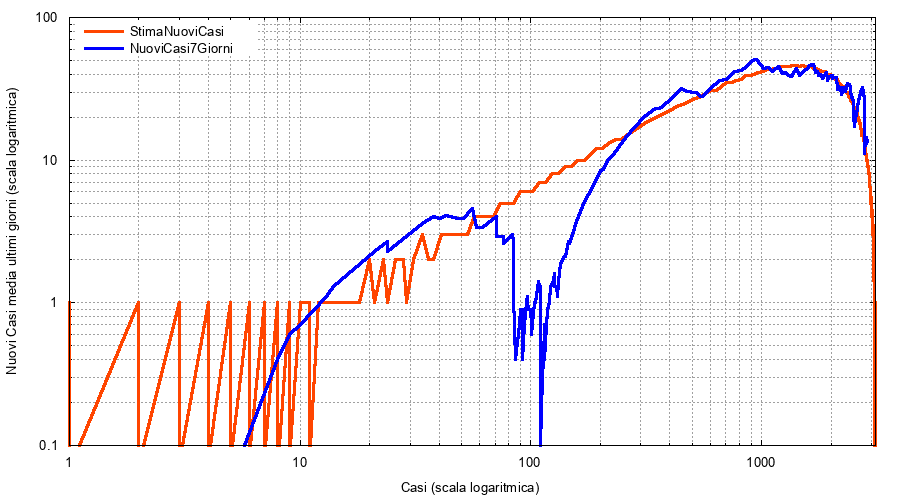 100
10
1
0.1
1
10
100
1000
StimaNuoviCasi
NuoviCasi7Giorni
Nuovi Casi media ultimi giorni (scala logaritmica)
Casi (scala logaritmica)